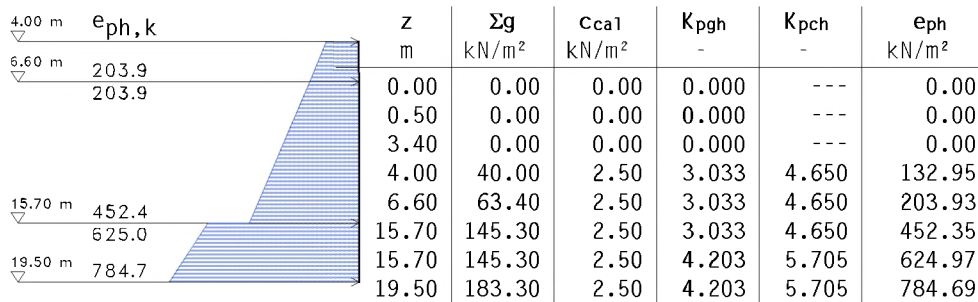 4.00 m e_ph,k
6.60 m 203.9
203.9
15.70 m 452.4
625.0
19.50 m 784.7
z Σg Ccal Kpgh Kpch eph
m kN/m² kN/m² - - kN/m²
0.00 0.00 0.00 0.000 --- 0.00
0.50 0.00 0.00 0.000 --- 0.00
3.40 0.00 0.00 0.000 --- 0.00
4.00 40.00 2.50 3.033 4.650 132.95
6.60 63.40 2.50 3.033 4.650 203.93
15.70 145.30 2.50 3.033 4.650 452.35
15.70 145.30 2.50 4.203 5.705 624.97
19.50 183.30 2.50 4.203 5.705 784.69